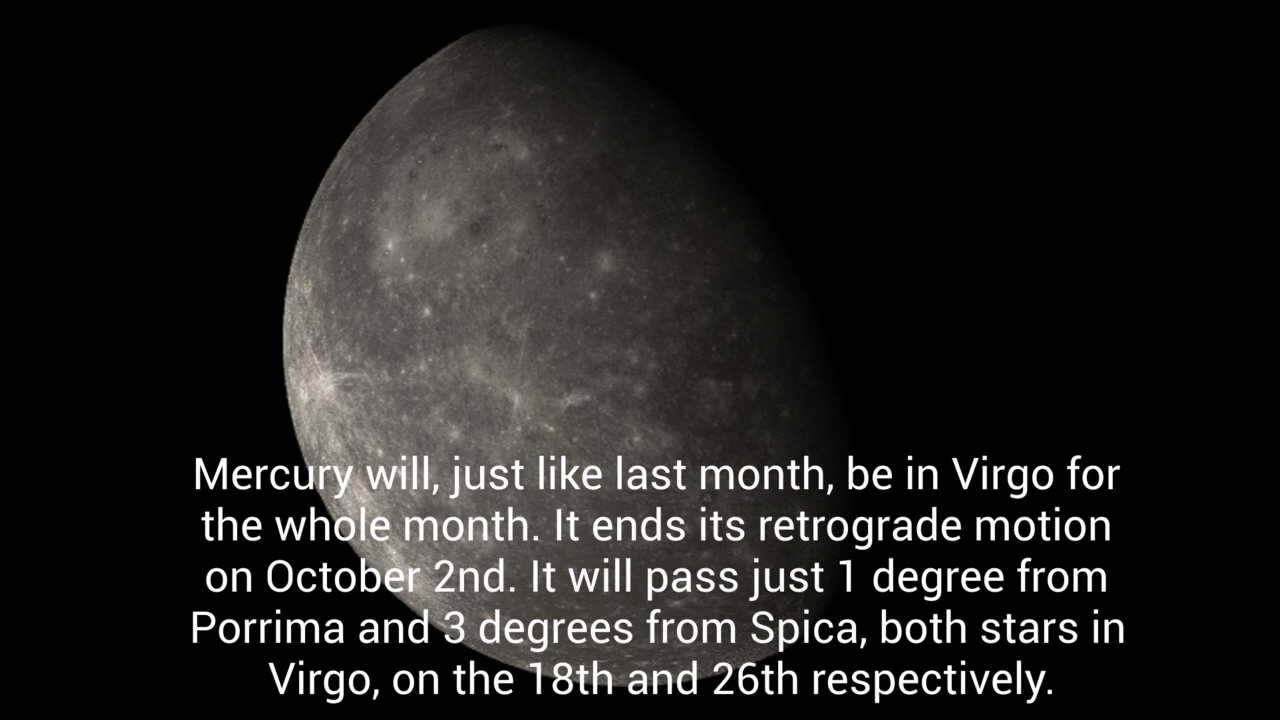 Mercury will, just like last month, be in Virgo for
the whole month. It ends its retrograde motion
on October 2nd. It will pass just 1 degree from
Porrima and 3 degrees from Spica, both stars in
Virgo, on the 18th and 26th respectively.